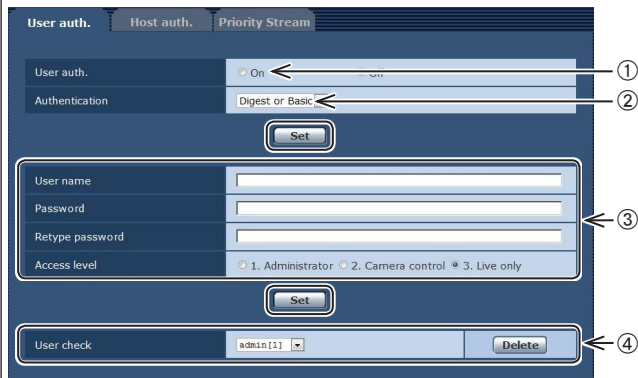 User auth. Host auth. Priority Stream
User auth. On Off ①
Authentication Digest or Basic ②
Set
User name
Password
Retype password
③
Access level 1. Administrator 2. Camera control 3. Live only
Set
User check admin[1] Delete ④